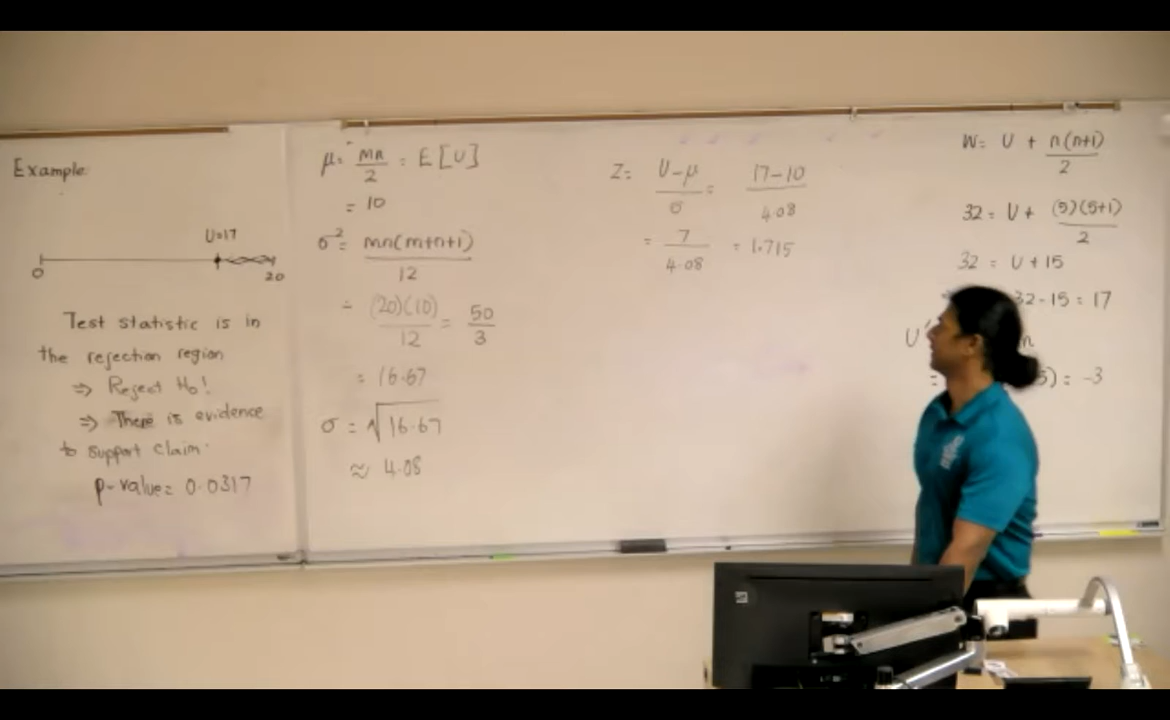 Example:
U=17
0
20
Test statistic is in
the rejection region
⇒ Reject H₀!
⇒ There is evidence
to support claim.
p-value = 0.0317
μ = mn/2 = E[U]
= 10
σ² = mn(m+n+1)/12
= (20)(10)/12 = 50/3
= 16.67
σ = √16.67
≈ 4.08
Z = U-μ/σ = 17-10/4.08
= 7/4.08 = 1.715
W = U + n(n+1)/2
32 = U + (5)(5+1)/2
32 = U + 15
32-15 = 17
U'
= 5) = -3